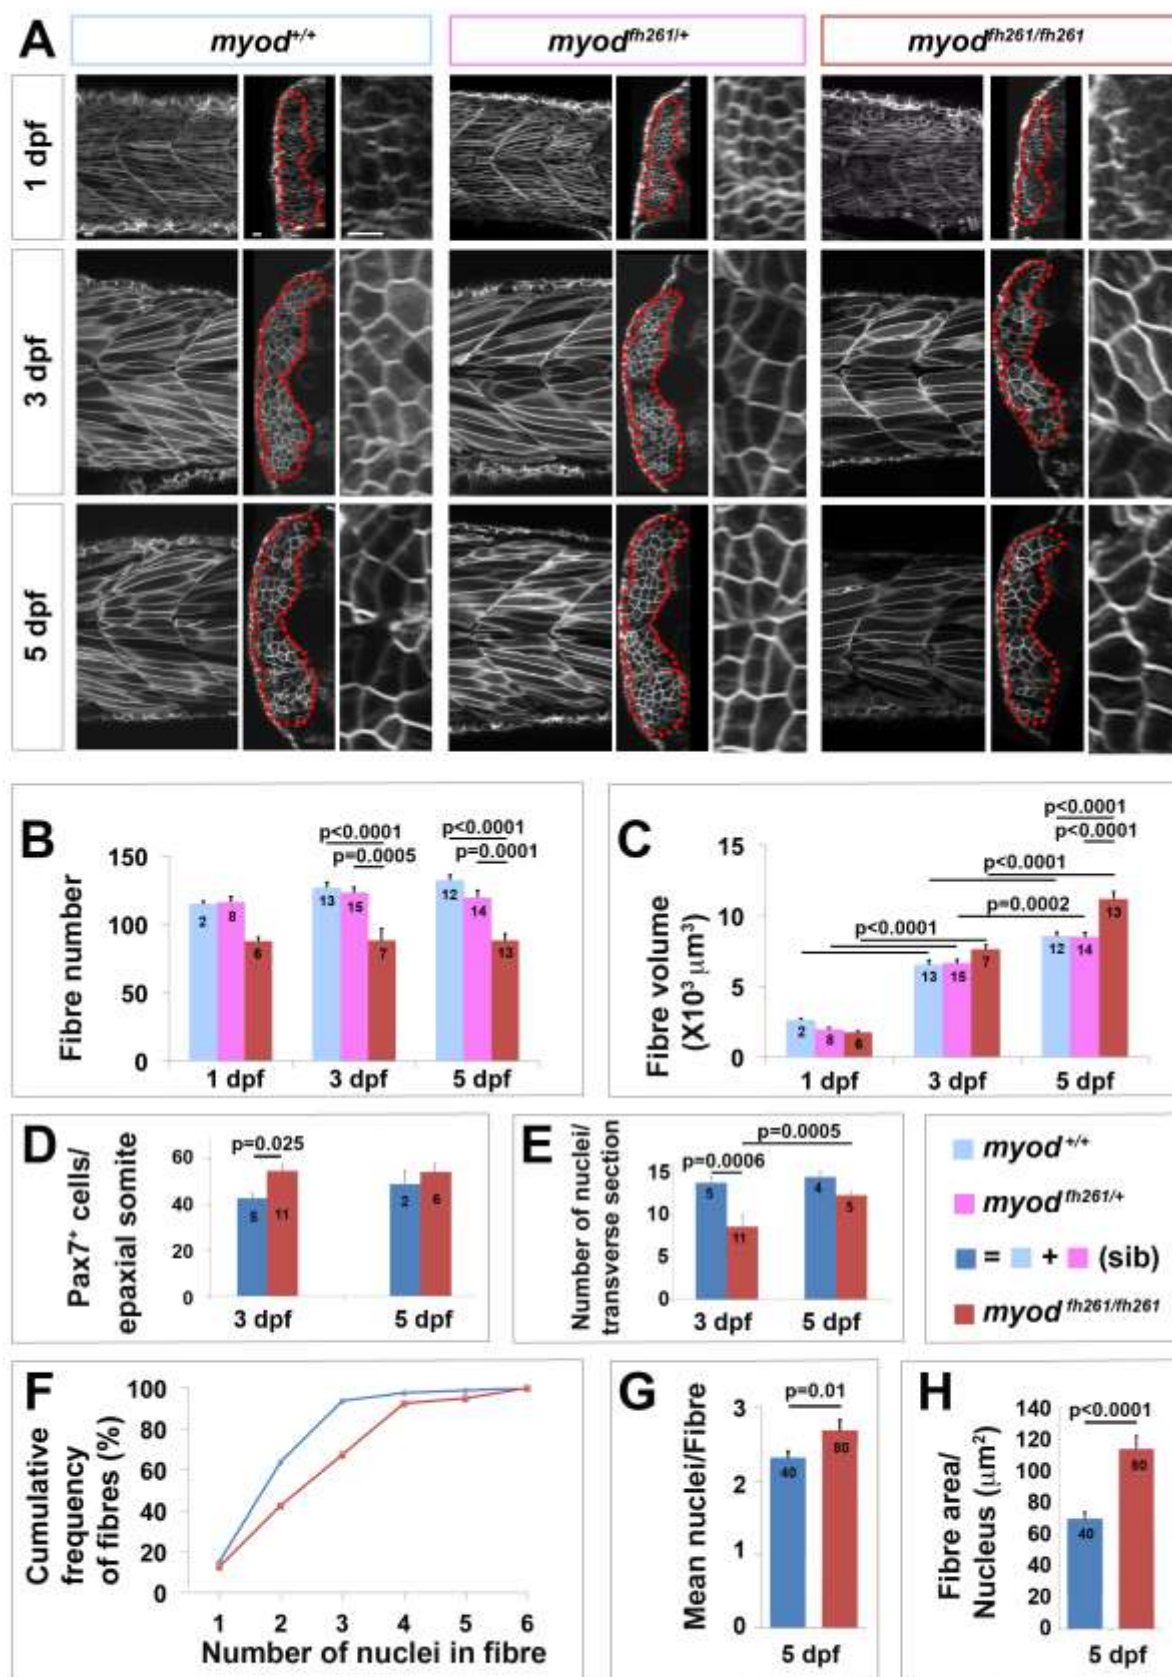 A
myod+/+
myodfh261/+
myodfh261/fh261
1 dpf
3 dpf
5 dpf
B
Fibre number
150
100
50
0
p<0.0001
p=0.0005
p<0.0001
p=0.0001
2
8
6
13
15
7
12
14
13
1 dpf
3 dpf
5 dpf
C
Fibre volume
(X10³ µm³)
15
10
5
0
p<0.0001
p<0.0001
p<0.0001
p=0.0002
p<0.0001
2
8
6
13
15
7
12
14
13
1 dpf
3 dpf
5 dpf
D
Pax7⁺ cells/
epaxial somite
60
40
20
0
p=0.025
11
2
6
3 dpf
5 dpf
E
Number of nuclei/
transverse section
15
10
5
0
p=0.0005
p=0.0006
5
11
4
5
3 dpf
5 dpf
myod+/+
myodfh261/+
= + (sib)
myodfh261/fh261
F
Cumulative
frequency
of fibres (%)
100
80
60
40
20
0
1 2 3 4 5 6
Number of nuclei in fibre
G
Mean nuclei/Fibre
3
2
1
0
p=0.01
40
80
5 dpf
H
Fibre area/
Nucleus (µm²)
140
120
100
80
60
40
20
0
p<0.0001
40
80
5 dpf